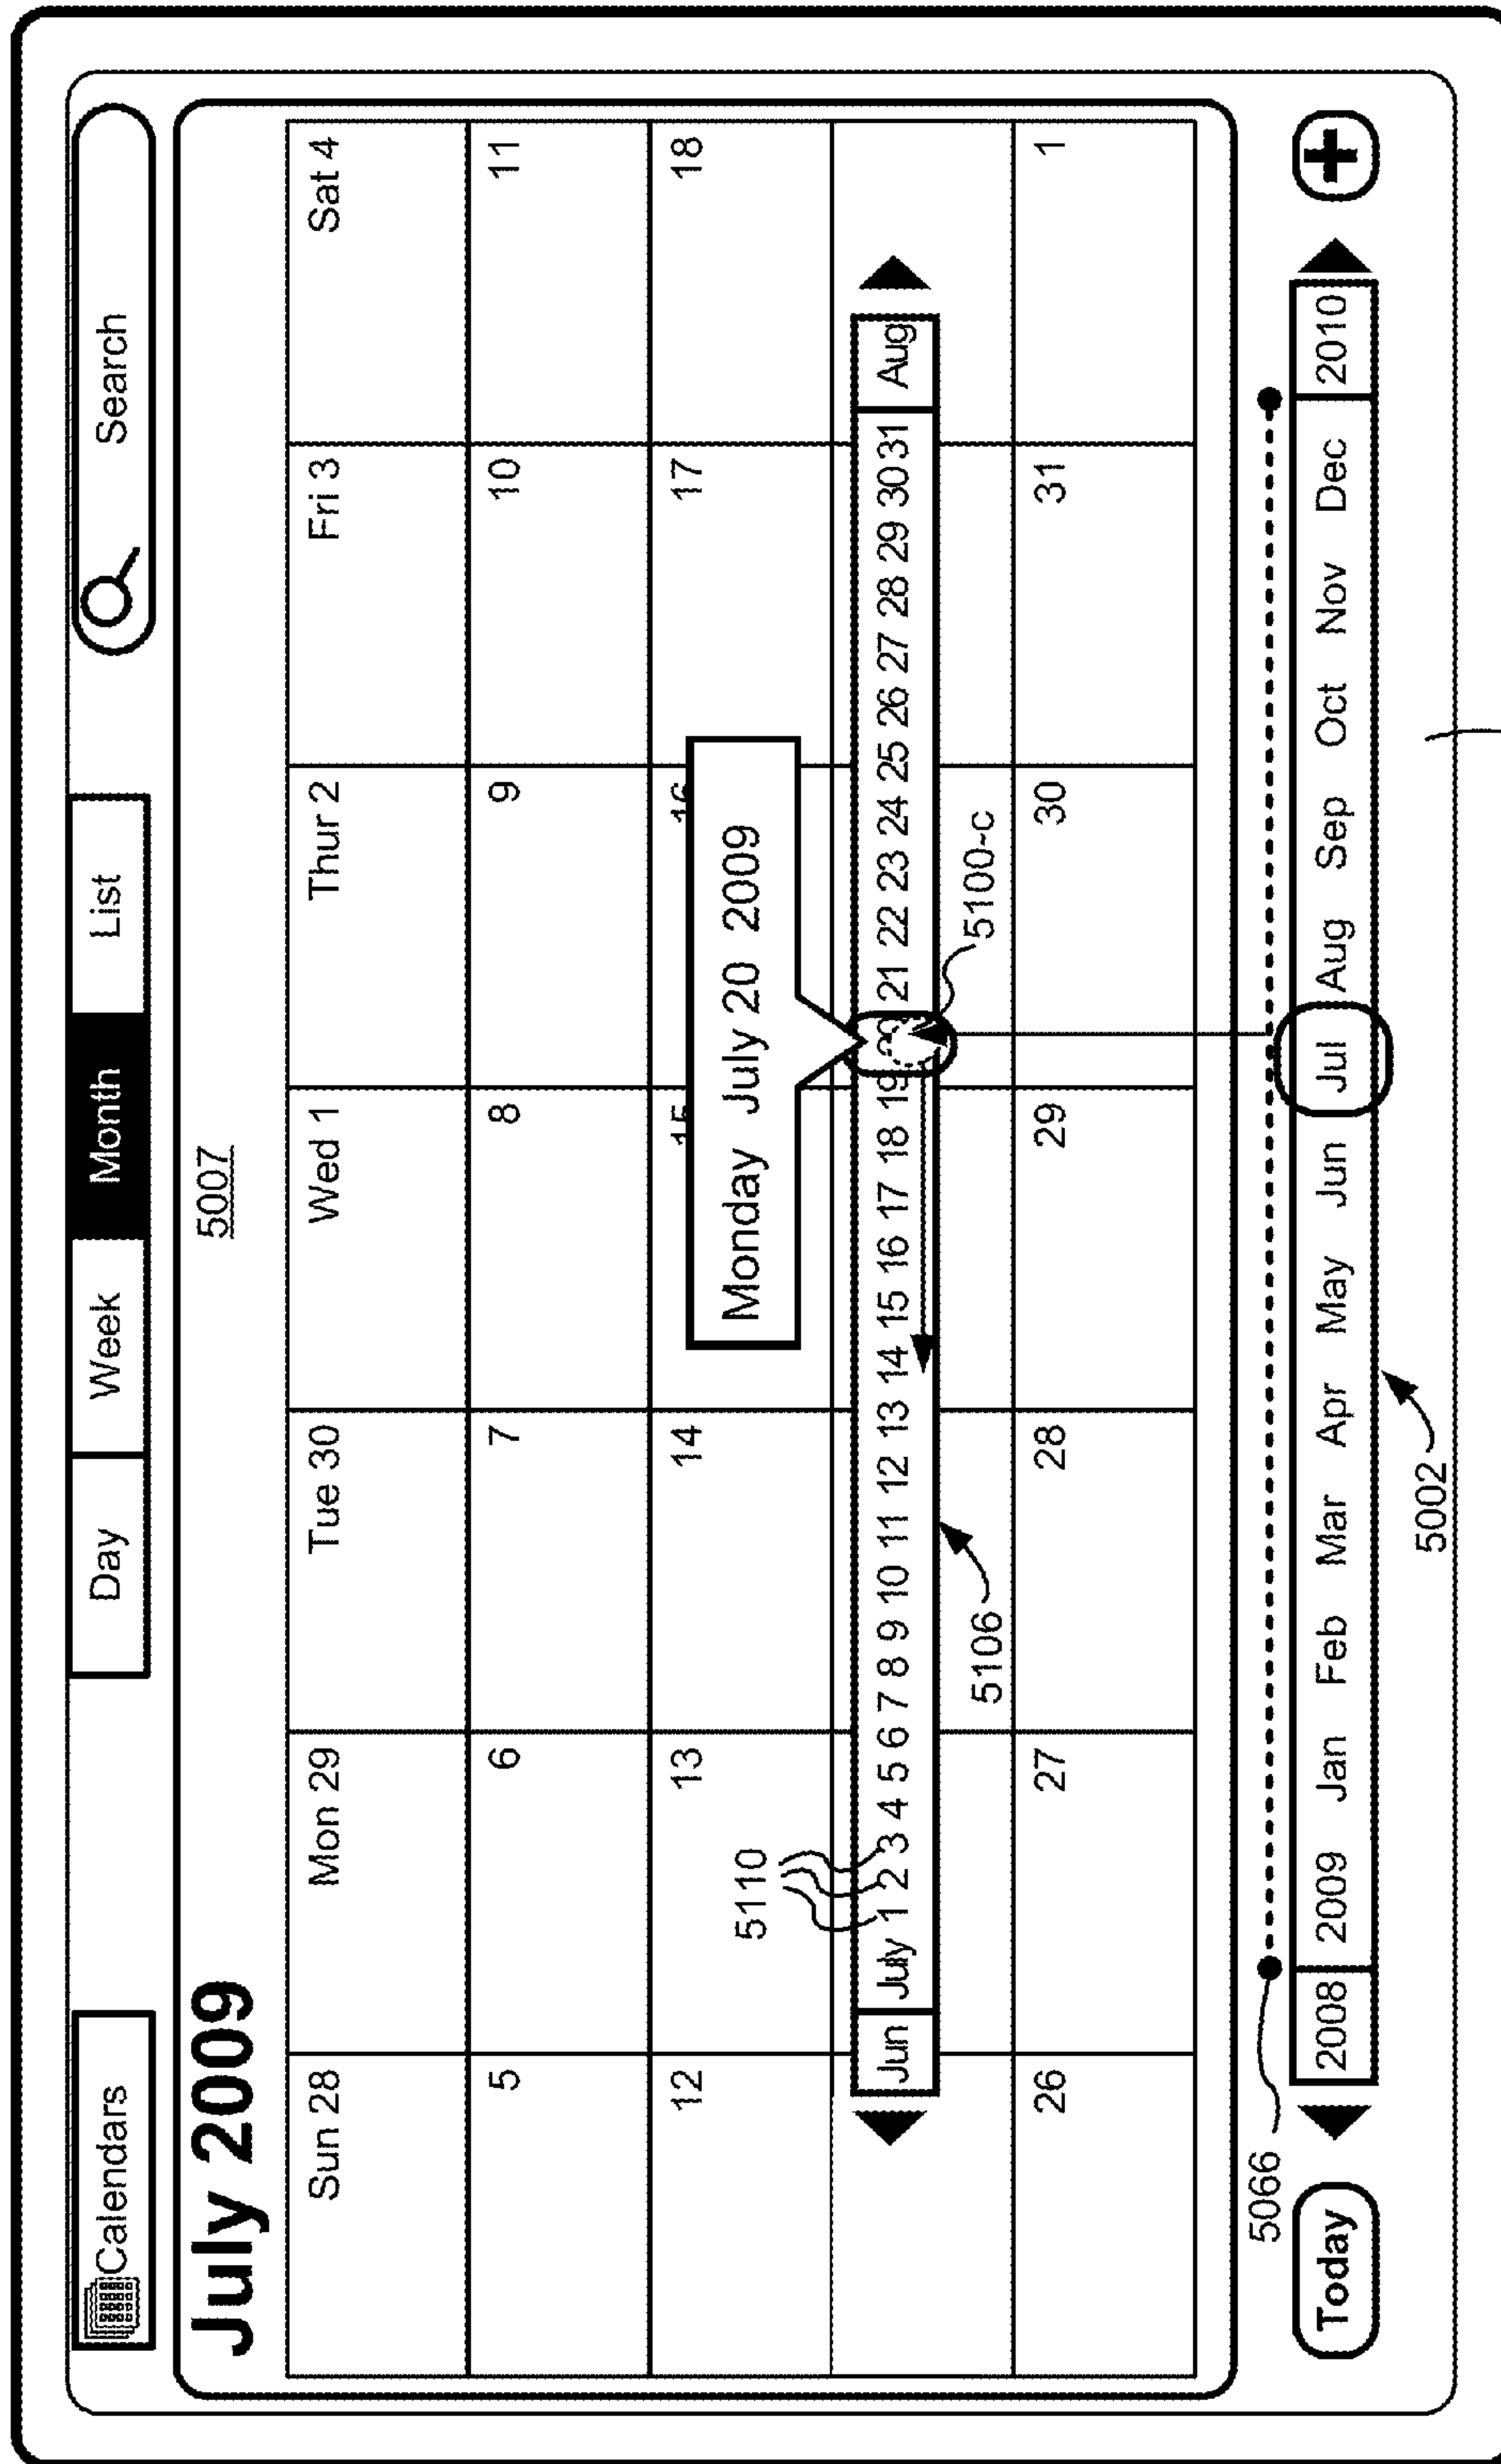 Calendars Day Week Month List Search
5007
July 2009
Sun 28 Mon 29 Tue 30 Wed 1 Thur 2 Fri 3 Sat 4
5 6 7 8 9 10 11
12 13 14 15 16 17 18
5110
Monday July 20 2009
Jun July 1 2 3 4 5 6 7 8 9 10 11 12 13 14 15 16 17 18 19 20 21 22 23 24 25 26 27 28 29 30 31 Aug
5106 5100-c
26 27 28 29 30 31 1
5066
Today 2008 2009 Jan Feb Mar Apr May Jun Jul Aug Sep Oct Nov Dec 2010 +
5002